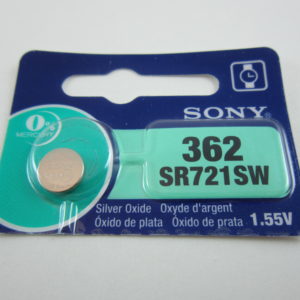 SONY
0%
MERCURY
362
SR721SW
Silver Oxide Oxyde d'argent
Óxido de plata Óxido de prata 1.55V